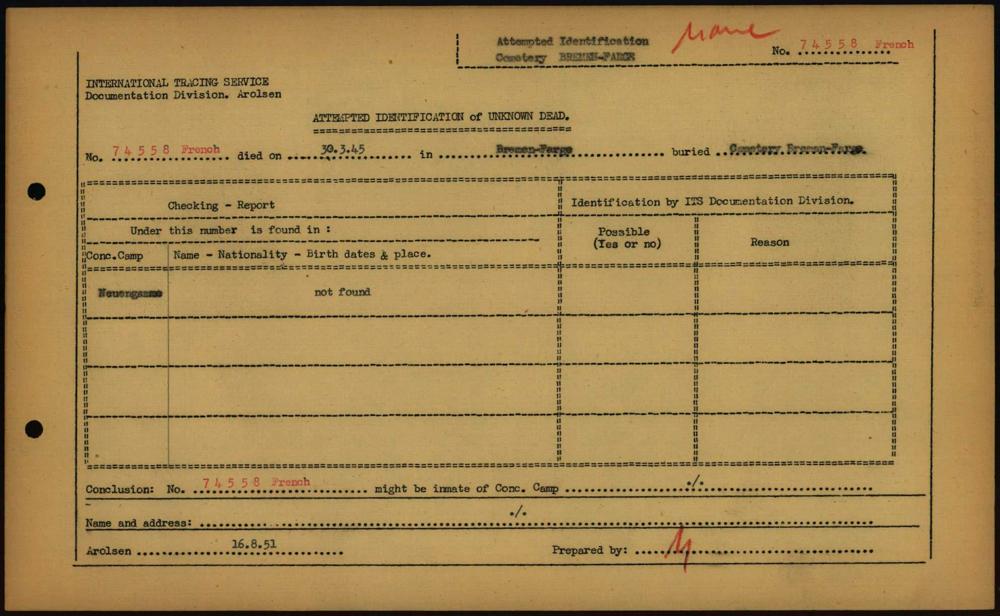 Attempted Identification
Cemetery BREMEN-FARGE
No. 74558 French
INTERNATIONAL TRACING SERVICE
Documentation Division. Arolsen
ATTEMPTED IDENTIFICATION of UNKNOWN DEAD.
No. 74558 French died on 30.3.45 in Bremen-Farge buried Cemetery Bremen-Farge.
Checking - Report
Identification by ITS Documentation Division.
Under this number is found in :
Possible
(Yes or no)
Reason
Conc.Camp
Name - Nationality - Birth dates & place.
Neuengamme
not found
Conclusion: No. 74558 French might be inmate of Conc. Camp ./.
Name and address: ./.
Arolsen 16.8.51 Prepared by: